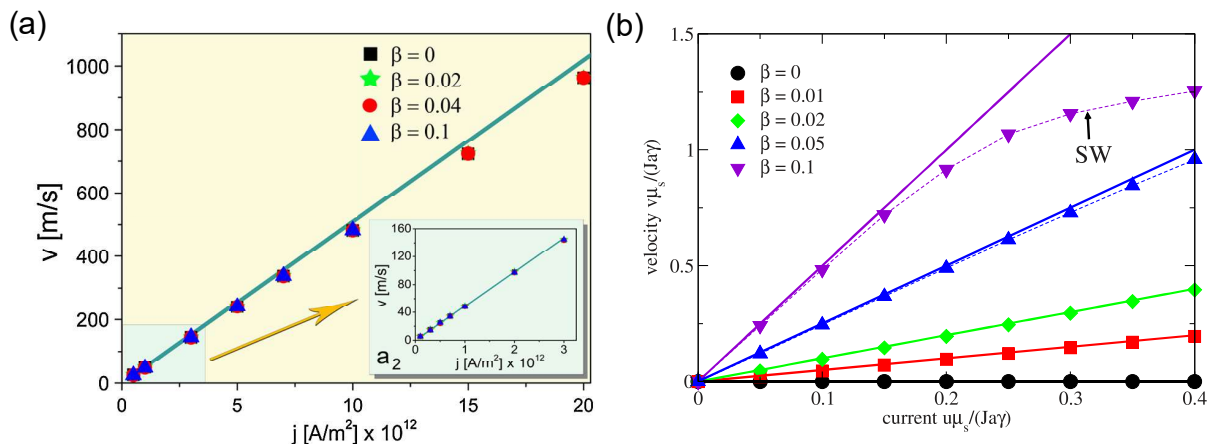 (a)
v [m/s]
1000
800
600
400
200
0
β = 0
β = 0.02
β = 0.04
β = 0.1
v [m/s]
160
120
80
40
0
0
1
2
3
j [A/m²] x 10¹²
a₂
0
5
10
15
20
j [A/m²] x 10¹²
(b)
velocity vμₛ/(Jaγ)
1.5
1
0.5
0
β = 0
β = 0.01
β = 0.02
β = 0.05
β = 0.1
SW
0
0.1
0.2
0.3
0.4
current uμₛ/(Jaγ)